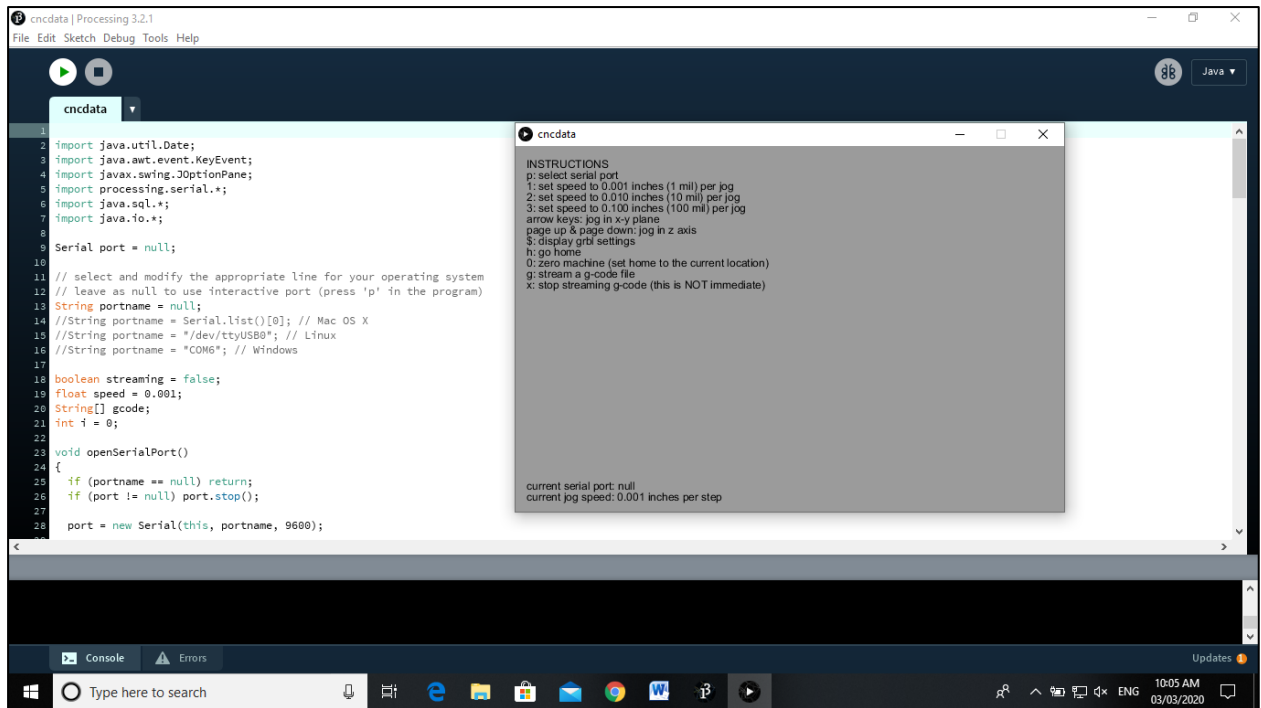 cncdata | Processing 3.2.1
File Edit Sketch Debug Tools Help
Java ▾
cncdata ▾
1
2 import java.util.Date;
3 import java.awt.event.KeyEvent;
4 import javax.swing.JOptionPane;
5 import processing.serial.*;
6 import java.sql.*;
7 import java.io.*;
8
9 Serial port = null;
10
11 // select and modify the appropriate line for your operating system
12 // leave as null to use interactive port (press 'p' in the program)
13 String portname = null;
14 //String portname = Serial.list()[0]; // Mac OS X
15 //String portname = "/dev/ttyUSB0"; // Linux
16 //String portname = "COM6"; // Windows
17
18 boolean streaming = false;
19 float speed = 0.001;
20 String[] gcode;
21 int i = 0;
22
23 void openSerialPort()
24 {
25 if (portname == null) return;
26 if (port != null) port.stop();
27
28 port = new Serial(this, portname, 9600);
cncdata
INSTRUCTIONS
p: select serial port
1: set speed to 0.001 inches (1 mil) per jog
2: set speed to 0.010 inches (10 mil) per jog
3: set speed to 0.100 inches (100 mil) per jog
arrow keys: jog in x-y plane
page up & page down: jog in z axis
$: display grbl settings
h: go home
0: zero machine (set home to the current location)
g: stream a g-code file
x: stop streaming g-code (this is NOT immediate)
current serial port: null
current jog speed: 0.001 inches per step
Console Errors
Updates 1
Type here to search
ENG
10:05 AM
03/03/2020